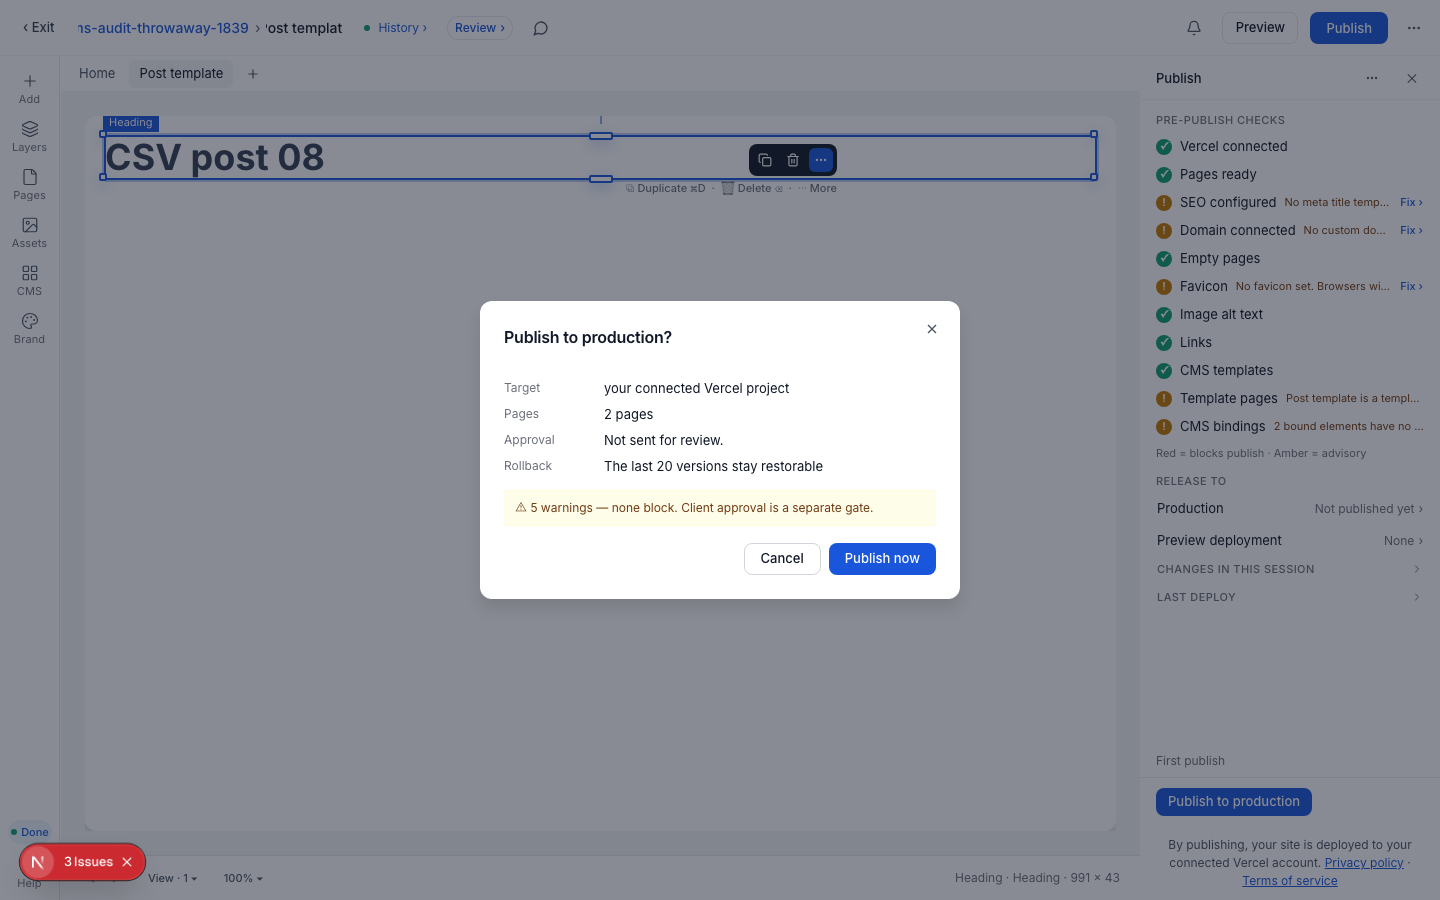 ‹ Exit
ns-audit-throwaway-1839 › Post templat
History ›
Review ›
Preview
Publish
Add
Layers
Pages
Assets
CMS
Brand
Home
Post template
Heading
CSV post 08
Duplicate ⌘D · Delete ⌫ · ··· More
Publish
PRE-PUBLISH CHECKS
Vercel connected
Pages ready
SEO configured No meta title temp... Fix ›
Domain connected No custom do... Fix ›
Empty pages
Favicon No favicon set. Browsers wi... Fix ›
Image alt text
Links
CMS templates
Template pages Post template is a templ...
CMS bindings 2 bound elements have no ...
Red = blocks publish · Amber = advisory
RELEASE TO
Production Not published yet ›
Preview deployment None ›
CHANGES IN THIS SESSION
LAST DEPLOY
First publish
Publish to production
By publishing, your site is deployed to your
connected Vercel account. Privacy policy ·
Terms of service
Publish to production?
Target your connected Vercel project
Pages 2 pages
Approval Not sent for review.
Rollback The last 20 versions stay restorable
⚠ 5 warnings — none block. Client approval is a separate gate.
Cancel
Publish now
Done
N 3 Issues
Help
View · 1
100%
Heading · Heading · 991 × 43